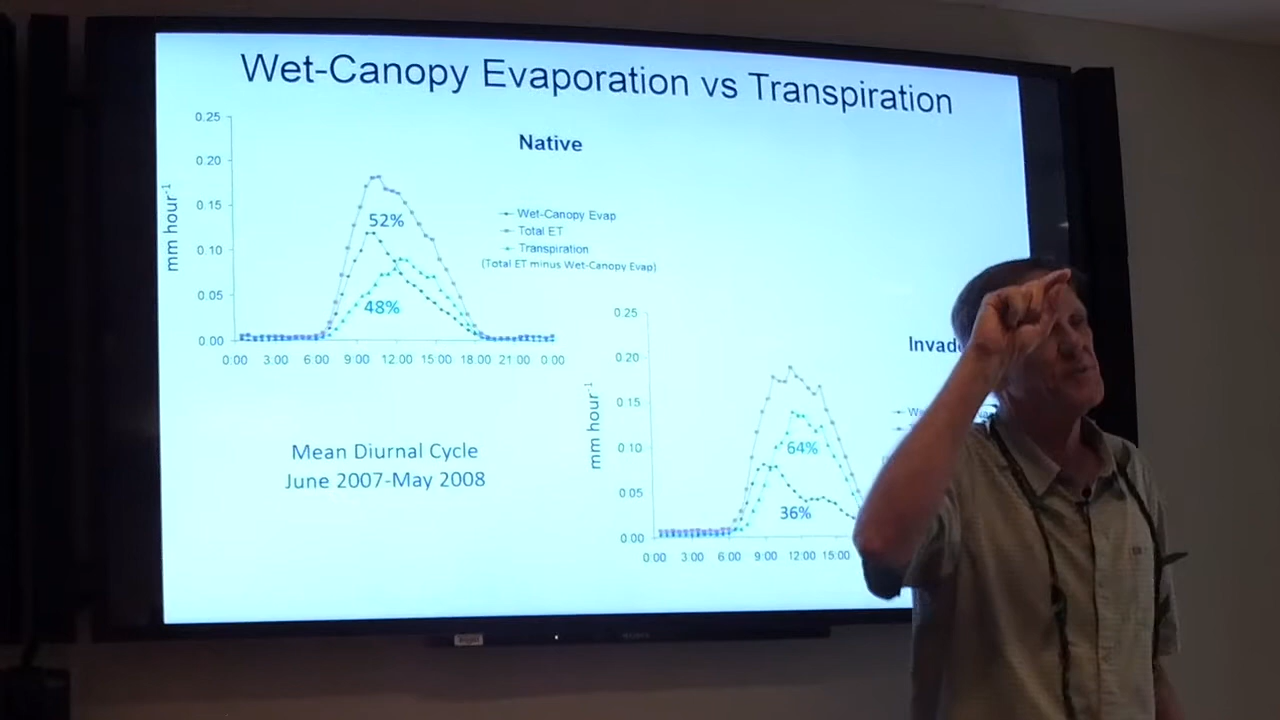 Wet-Canopy Evaporation vs Transpiration
Native
mm hour-1
0.25
0.20
0.15
0.10
0.05
0.00
0:00 3:00 6:00 9:00 12:00 15:00 18:00 21:00 0:00
52%
48%
Wet-Canopy Evap
Total ET
Transpiration
(Total ET minus Wet-Canopy Evap)
Mean Diurnal Cycle
June 2007-May 2008
mm hour-1
0.25
0.20
0.15
0.10
0.05
0.00
0:00 3:00 6:00 9:00 12:00 15:00
64%
36%